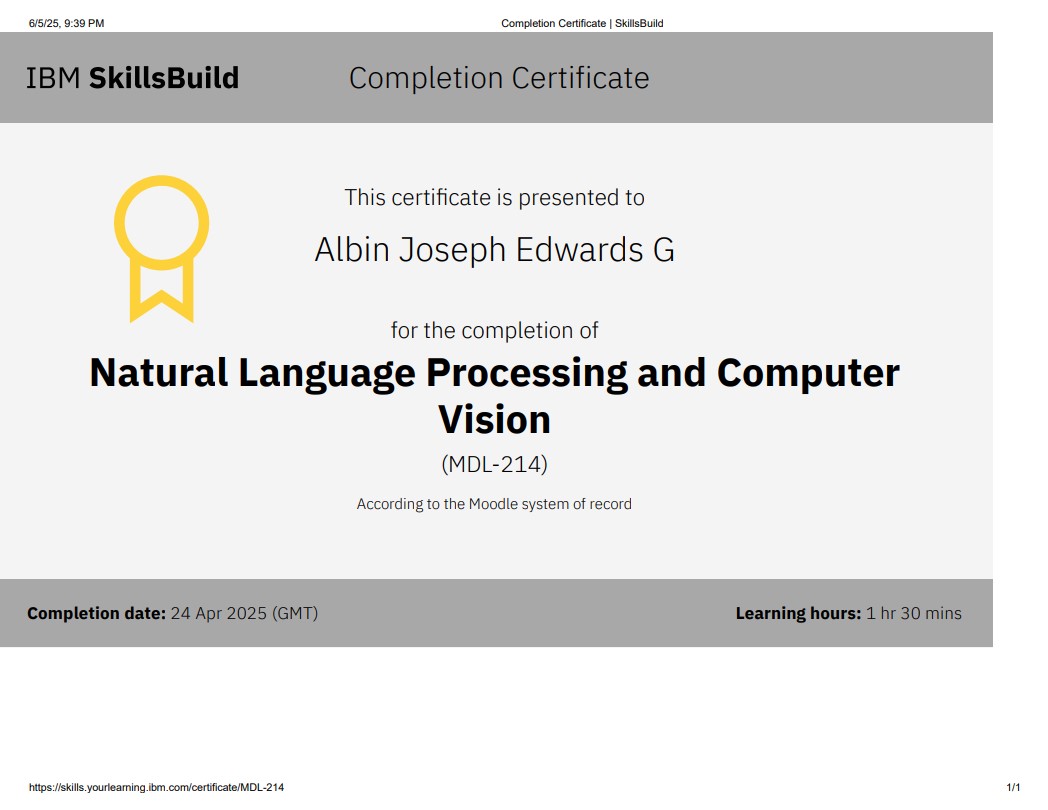 6/5/25, 9:39 PM Completion Certificate | SkillsBuild
IBM SkillsBuild Completion Certificate
This certificate is presented to
Albin Joseph Edwards G
for the completion of
Natural Language Processing and Computer
Vision
(MDL-214)
According to the Moodle system of record
Completion date: 24 Apr 2025 (GMT) Learning hours: 1 hr 30 mins
https://skills.yourlearning.ibm.com/certificate/MDL-214 1/1